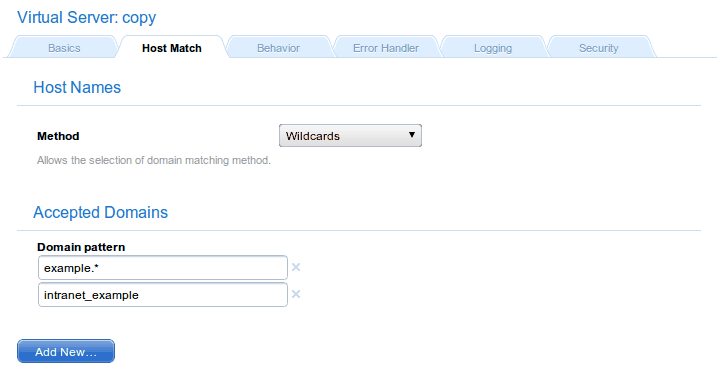 Virtual Server: copy
Basics
Host Match
Behavior
Error Handler
Logging
Security
Host Names
Method
Wildcards
Allows the selection of domain matching method.
Accepted Domains
Domain pattern
example.*
intranet_example
Add New...